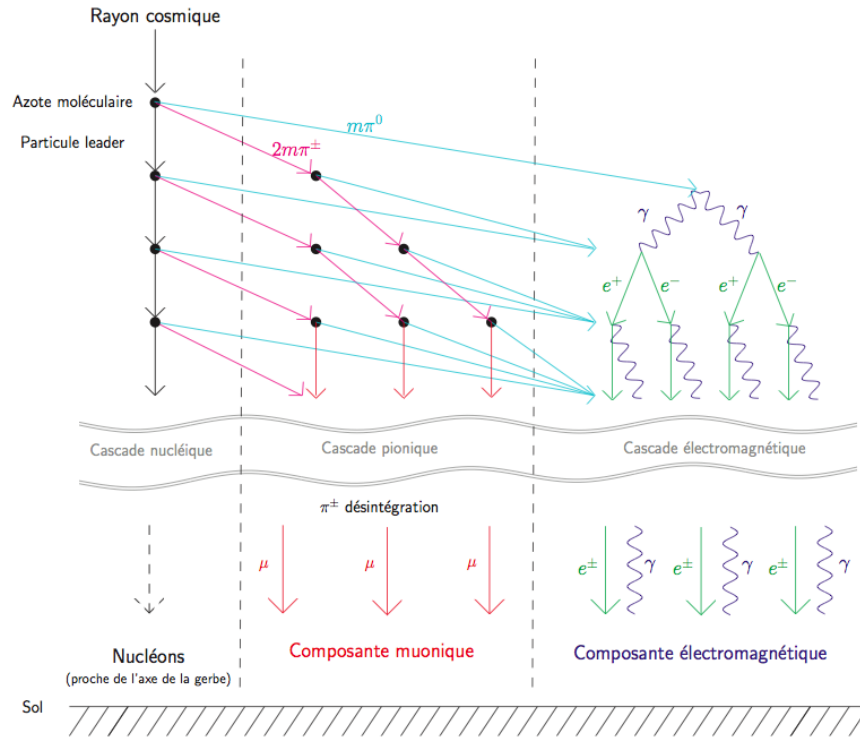 Rayon cosmique
Azote moléculaire
Particule leader
mπ⁰
2mπ±
γ γ
e⁺ e⁻ e⁺ e⁻
Cascade nucléique Cascade pionique Cascade électromagnétique
π± désintégration
μ μ μ e± γ e± γ e± γ
Nucléons
(proche de l'axe de la gerbe)
Composante muonique
Composante électromagnétique
Sol